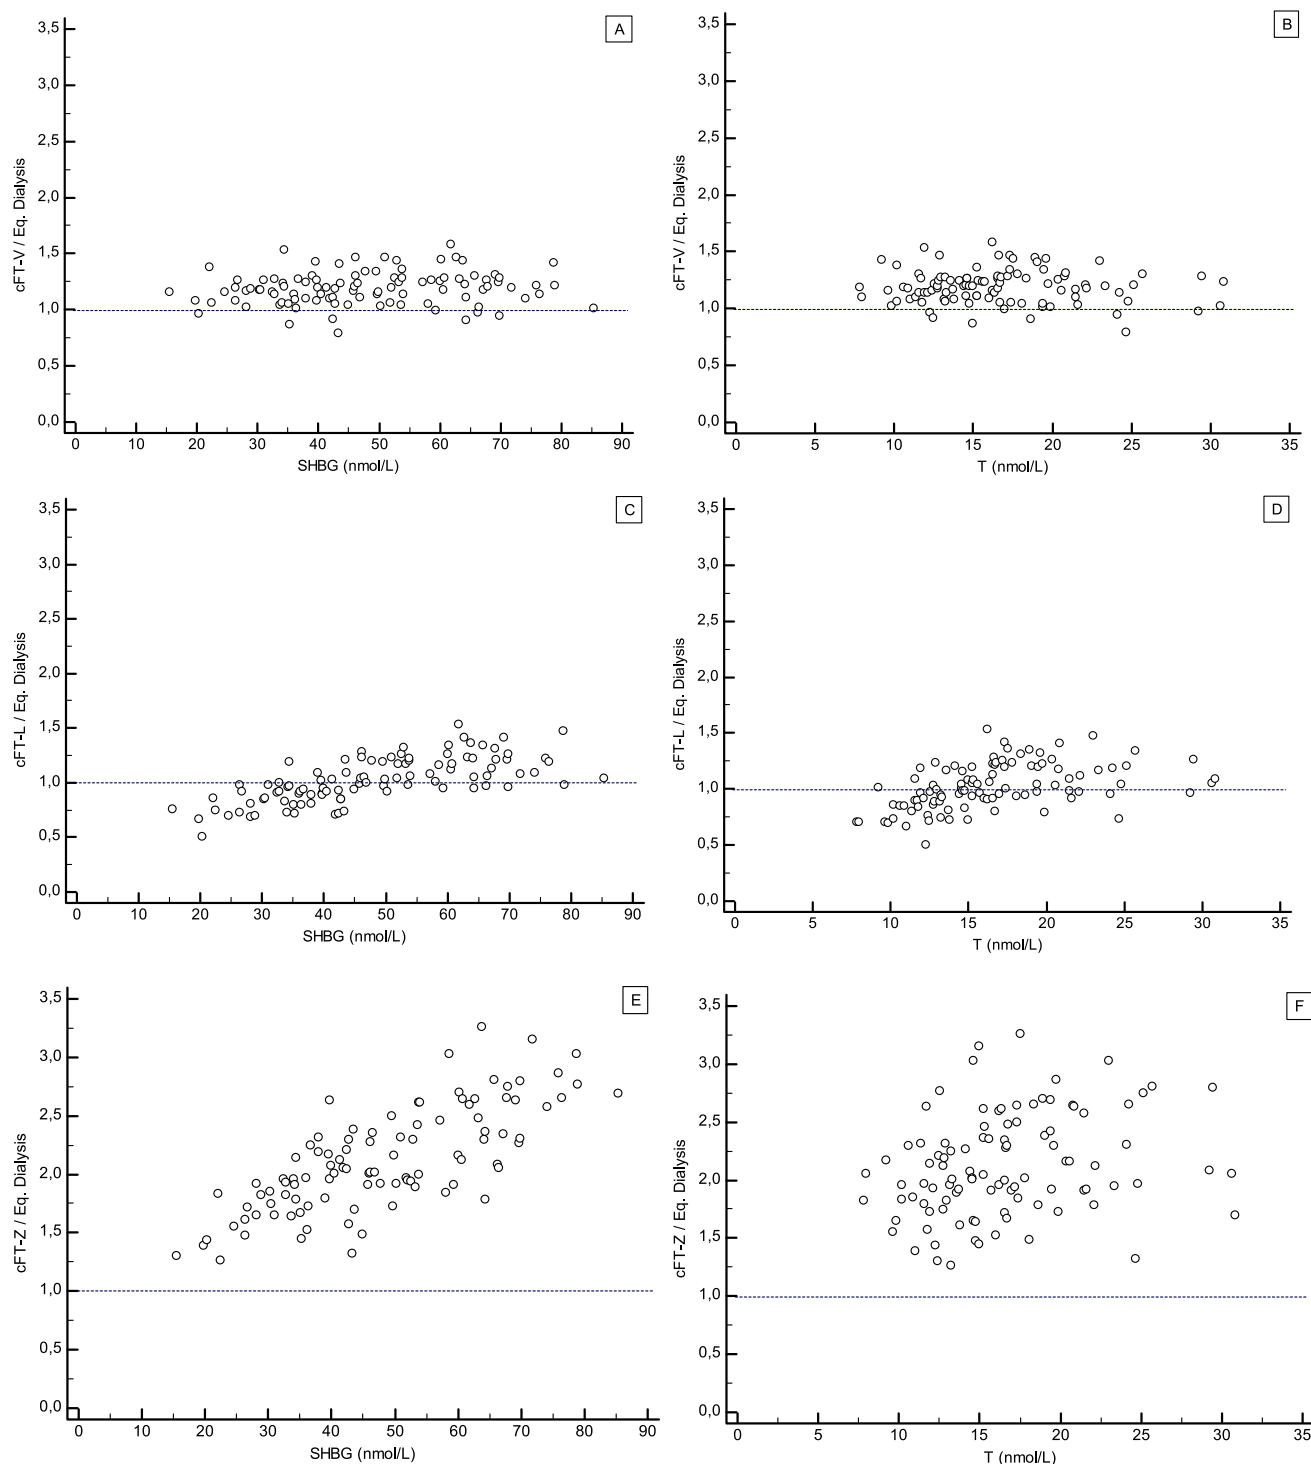 A
3,5
3,0
2,5
2,0
1,5
1,0
0,5
0,0
cFT-V / Eq. Dialysis
0 10 20 30 40 50 60 70 80 90
SHBG (nmol/L)
B
3,5
3,0
2,5
2,0
1,5
1,0
0,5
0,0
cFT-V / Eq. Dialysis
0 5 10 15 20 25 30 35
T (nmol/L)
C
3,5
3,0
2,5
2,0
1,5
1,0
0,5
0,0
cFT-L / Eq. Dialysis
0 10 20 30 40 50 60 70 80 90
SHBG (nmol/L)
D
3,5
3,0
2,5
2,0
1,5
1,0
0,5
0,0
cFT-L / Eq. Dialysis
0 5 10 15 20 25 30 35
T (nmol/L)
E
3,5
3,0
2,5
2,0
1,5
1,0
0,5
0,0
cFT-Z / Eq. Dialysis
0 10 20 30 40 50 60 70 80 90
SHBG (nmol/L)
F
3,5
3,0
2,5
2,0
1,5
1,0
0,5
0,0
cFT-Z / Eq. Dialysis
0 5 10 15 20 25 30 35
T (nmol/L)